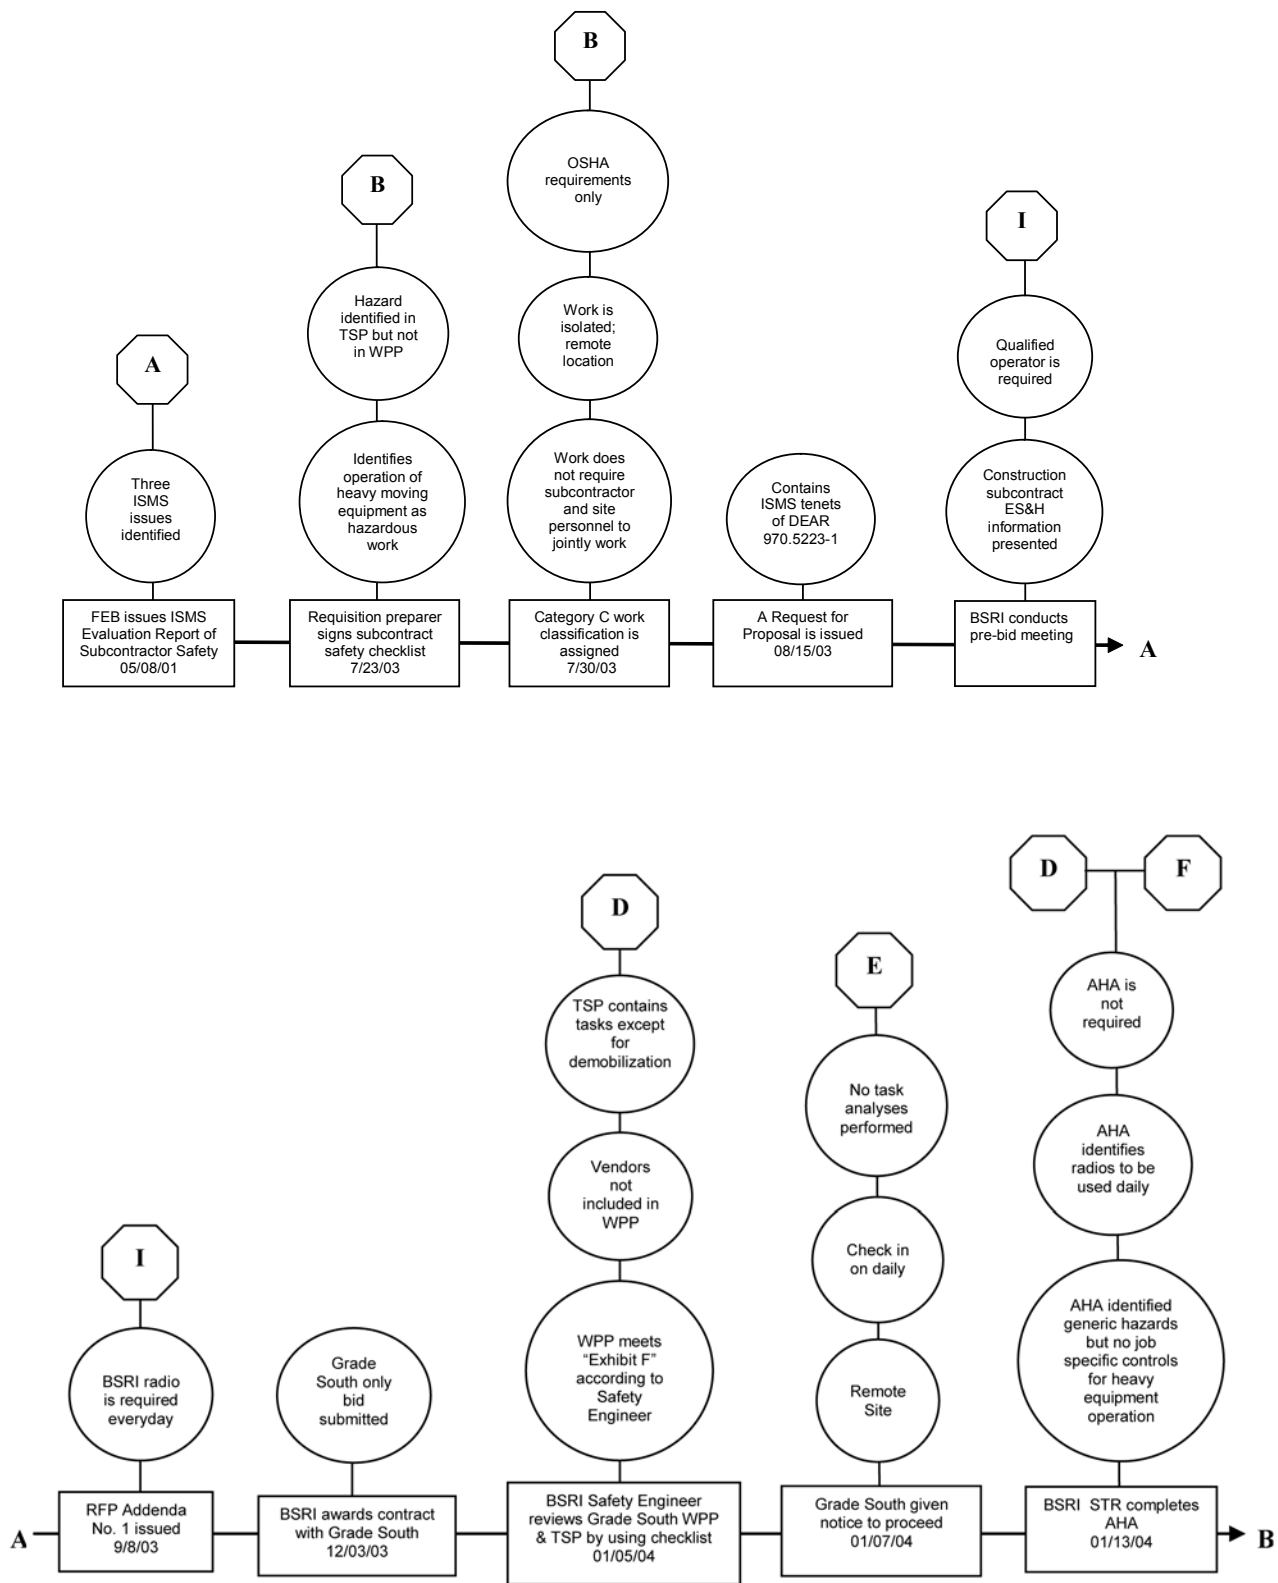 B
OSHA
requirements
only
Work is
isolated;
remote
location
Work does
not require
subcontractor
and site
personnel to
jointly work
Category C work
classification is
assigned
7/30/03
B
Hazard
identified in
TSP but not
in WPP
Identifies
operation of
heavy moving
equipment as
hazardous
work
Requisition preparer
signs subcontract
safety checklist
7/23/03
A
Three
ISMS
issues
identified
FEB issues ISMS
Evaluation Report of
Subcontractor Safety
05/08/01
Contains
ISMS tenets
of DEAR
970.5223-1
A Request for
Proposal is issued
08/15/03
I
Qualified
operator is
required
Construction
subcontract
ES&H
information
presented
BSRI conducts
pre-bid meeting
A
A
I
BSRI radio
is required
everyday
RFP Addenda
No. 1 issued
9/8/03
Grade
South only
bid
submitted
BSRI awards contract
with Grade South
12/03/03
D
TSP contains
tasks except
for
demobilization
Vendors
not
included in
WPP
WPP meets
“Exhibit F”
according to
Safety
Engineer
BSRI Safety Engineer
reviews Grade South WPP
& TSP by using checklist
01/05/04
E
No task
analyses
performed
Check in
on daily
Remote
Site
Grade South given
notice to proceed
01/07/04
D
F
AHA is
not
required
AHA
identifies
radios to be
used daily
AHA identified
generic hazards
but no job
specific controls
for heavy
equipment
operation
BSRI STR completes
AHA
01/13/04
B